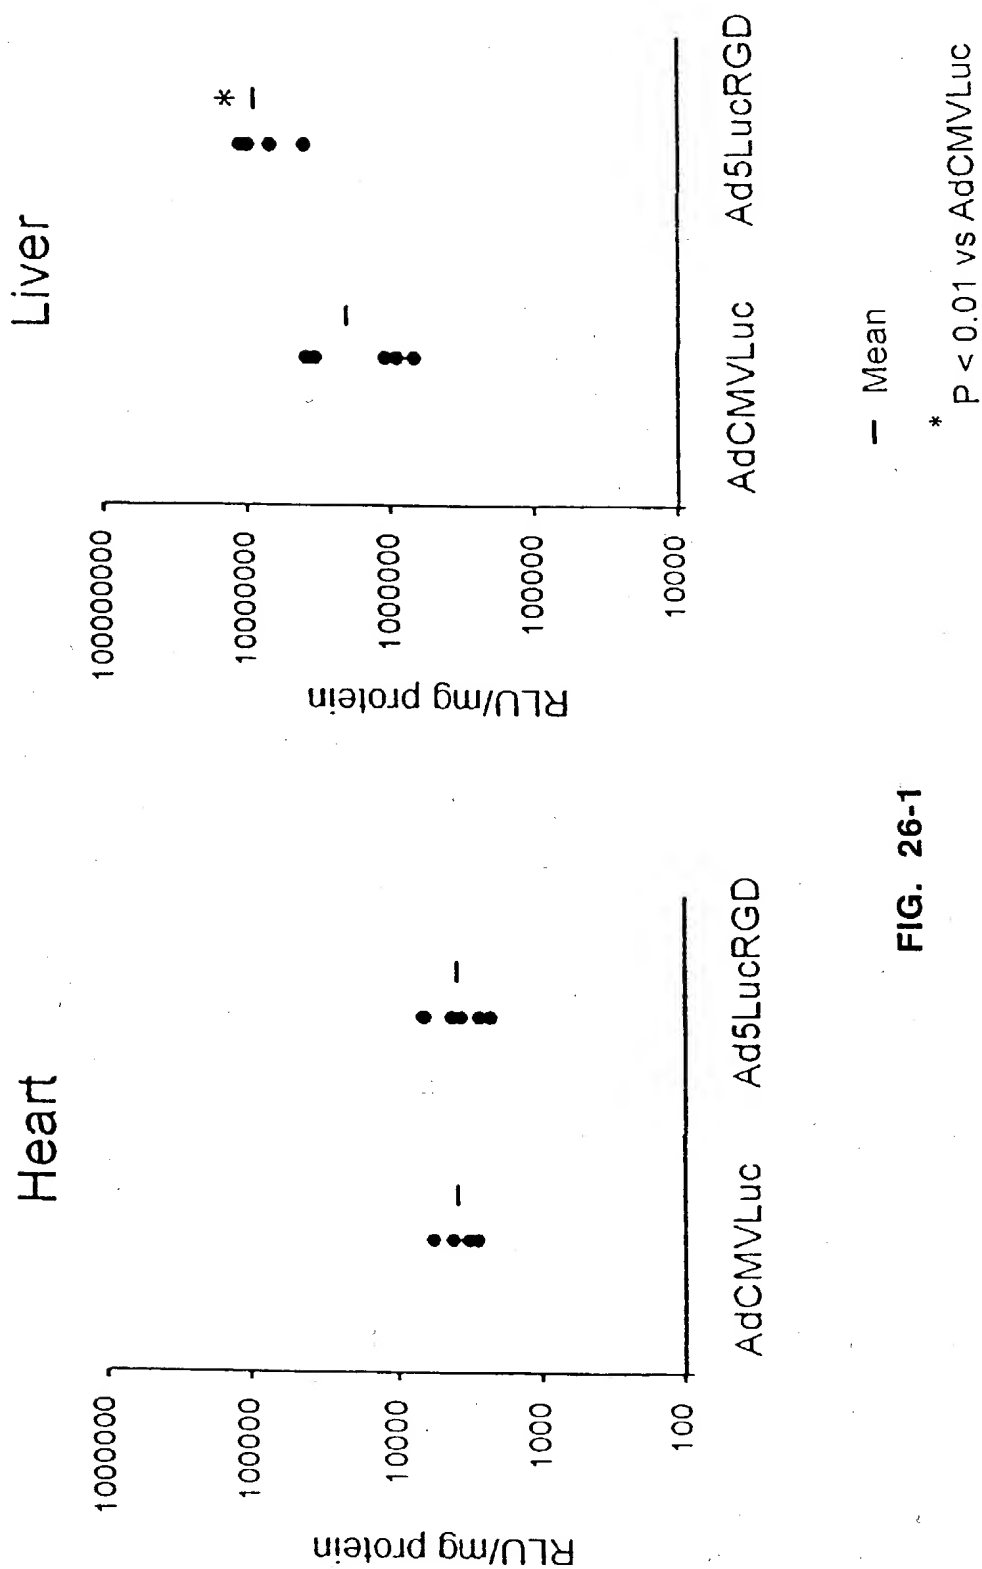 Heart
RLU/mg protein
1000000
100000
10000
1000
100
AdCMVLuc
Ad5LucRGD
Liver
RLU/mg protein
100000000
10000000
1000000
100000
10000
*
AdCMVLuc
Ad5LucRGD
– Mean
* P < 0.01 vs AdCMVLuc
FIG. 26-1